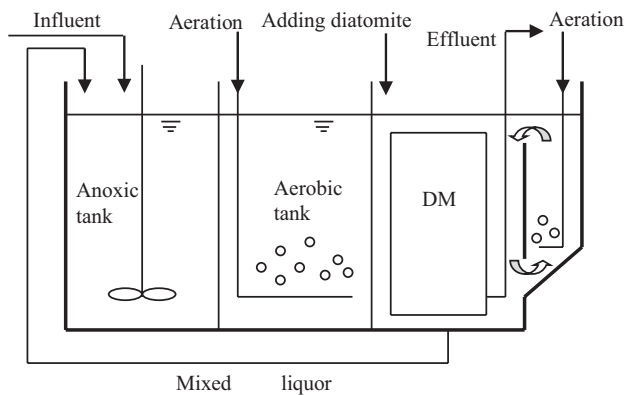 Influent
Aeration
Adding diatomite
Effluent
Aeration
Anoxic
tank
Aerobic
tank
DM
Mixed liquor